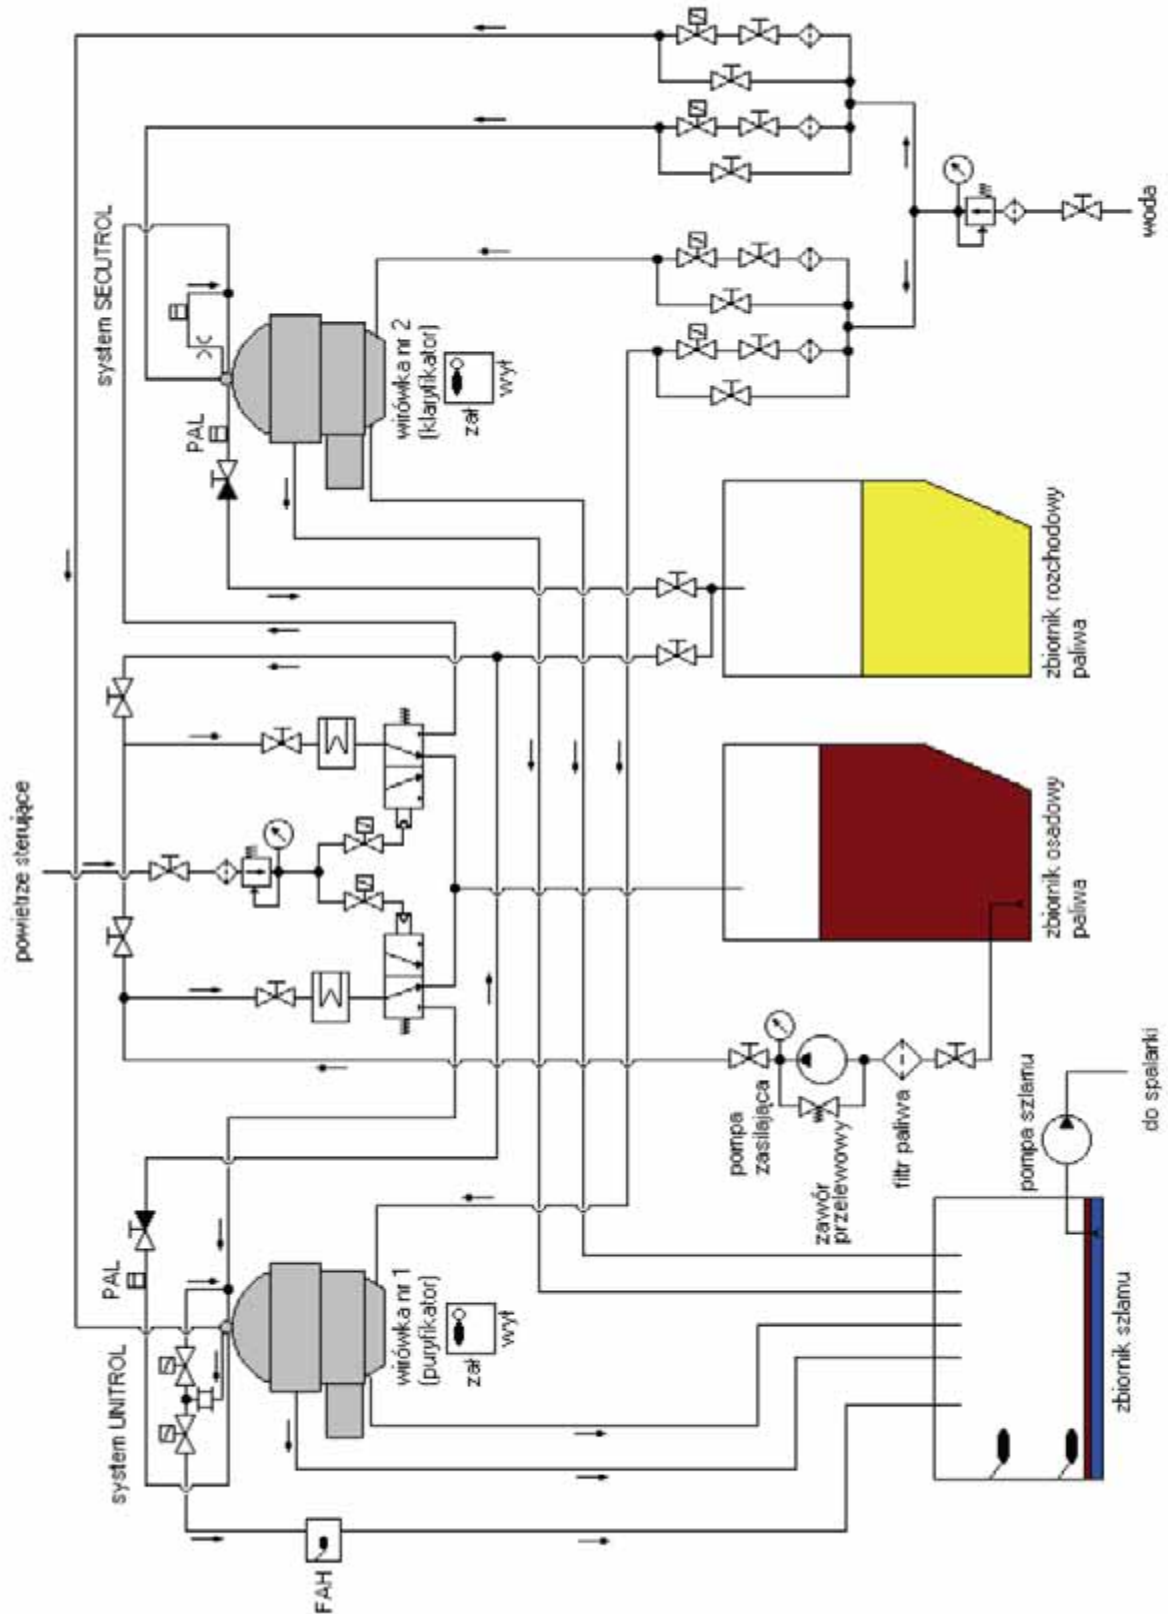 system SECUTROL
woda
PAL
wirówka nr 2
(klaryfikator)
zał
wył
zbiornik rozchodowy
paliwa
powietrze sterujące
zbiornik osadowy
paliwa
pompa
zasilająca
zawór
przelewowy
filtr paliwa
pompa szlamu
do spalarki
PAL
system UNITROL
wirówka nr 1
(puryfikator)
zał
wył
zbiornik szlamu
FAH